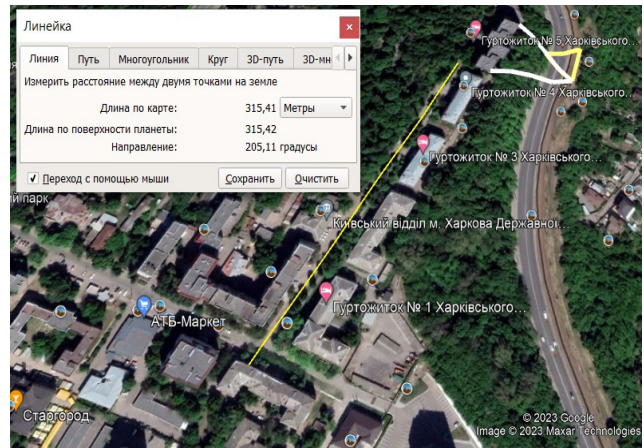 Линейка
Линия Путь Многоугольник Круг 3D-путь 3D-мн
Измерить расстояние между двумя точками на земле
Длина по карте: 315,41 Метры
Длина по поверхности планеты: 315,42
Направление: 205,11 градусы
Переход с помощью мыши Сохранить Очистить
Гуртожиток № 5 Харківського...
Гуртожиток № 4 Харківського...
Гуртожиток № 3 Харківського...
парк
Київський відділ м. Харкова Державної...
Гуртожиток № 1 Харківського...
АТБ-Маркет
Старгород
© 2023 Google
Image © 2023 Maxar Technologies